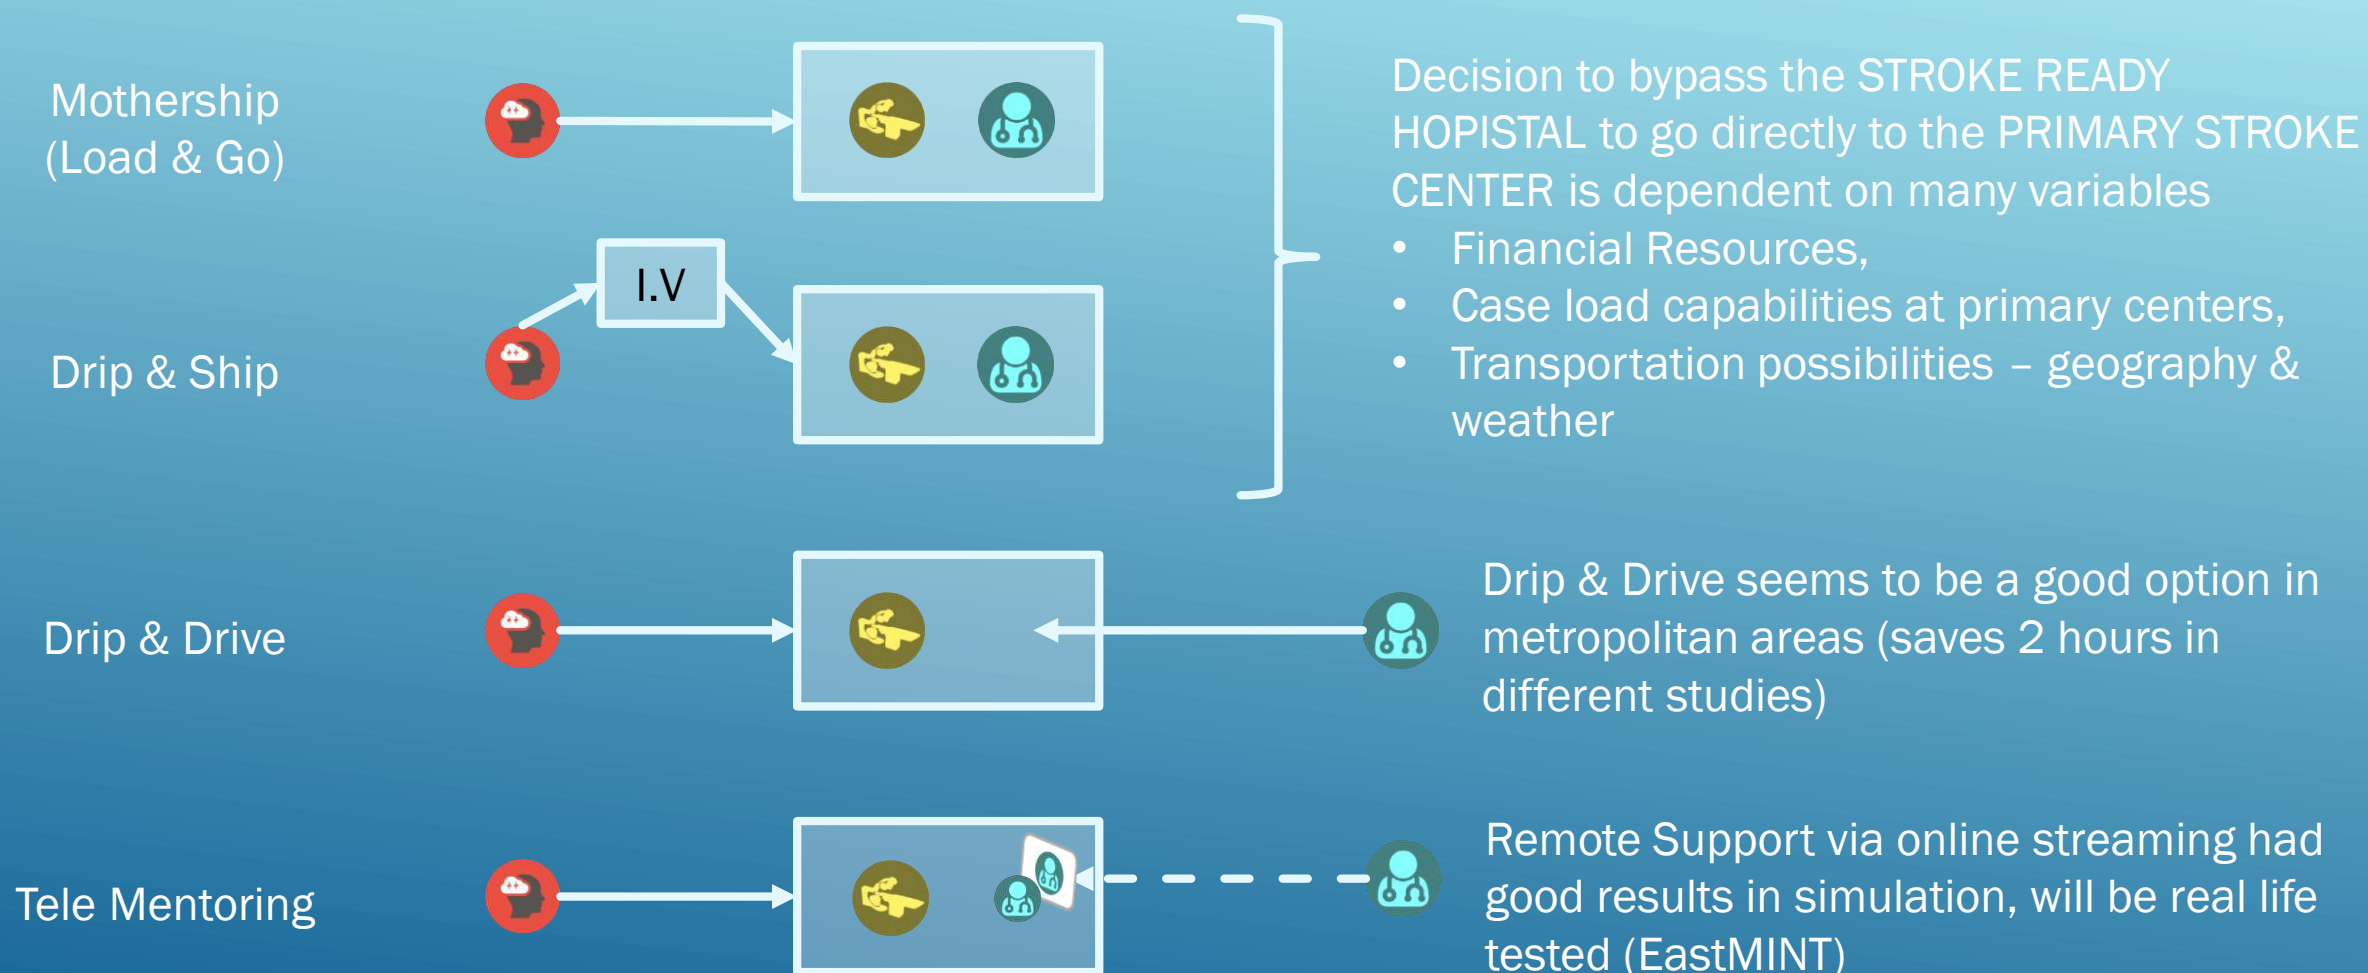 Mothership
(Load & Go)
Decision to bypass the STROKE READY
HOPISTAL to go directly to the PRIMARY STROKE
CENTER is dependent on many variables
• Financial Resources,
• Case load capabilities at primary centers,
• Transportation possibilities – geography &
weather
I.V
Drip & Ship
Drip & Drive
Drip & Drive seems to be a good option in
metropolitan areas (saves 2 hours in
different studies)
Tele Mentoring
Remote Support via online streaming had
good results in simulation, will be real life
tested (EastMINT)